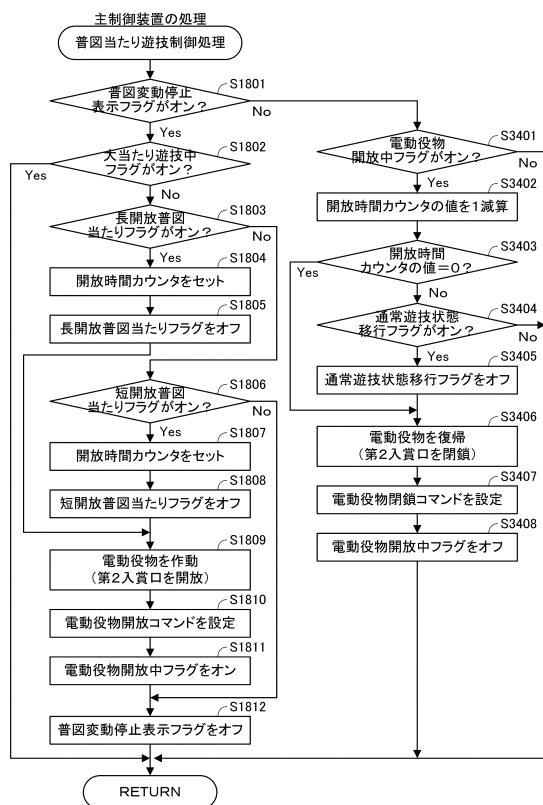 主制御装置の処理
普図当たり遊技制御処理
S1801
普図変動停止
表示フラグがオン?
No
Yes
S1802
大当たり遊技中
フラグがオン?
Yes
No
S1803
長開放普図
当たりフラグがオン?
No
Yes
S1804
開放時間カウンタをセット
S1805
長開放普図当たりフラグをオフ
S1806
短開放普図
当たりフラグがオン?
No
Yes
S1807
開放時間カウンタをセット
S1808
短開放普図当たりフラグをオフ
S1809
電動役物を作動
(第2入賞口を開放)
S1810
電動役物開放コマンドを設定
S1811
電動役物開放中フラグをオン
S1812
普図変動停止表示フラグをオフ
RETURN
S3401
電動役物
開放中フラグがオン?
No
Yes
S3402
開放時間カウンタの値を1減算
S3403
開放時間
カウンタの値=0?
Yes
No
S3404
通常遊技状態
移行フラグがオン?
No
Yes
S3405
通常遊技状態移行フラグをオフ
S3406
電動役物を復帰
(第2入賞口を閉鎖)
S3407
電動役物閉鎖コマンドを設定
S3408
電動役物開放中フラグをオフ